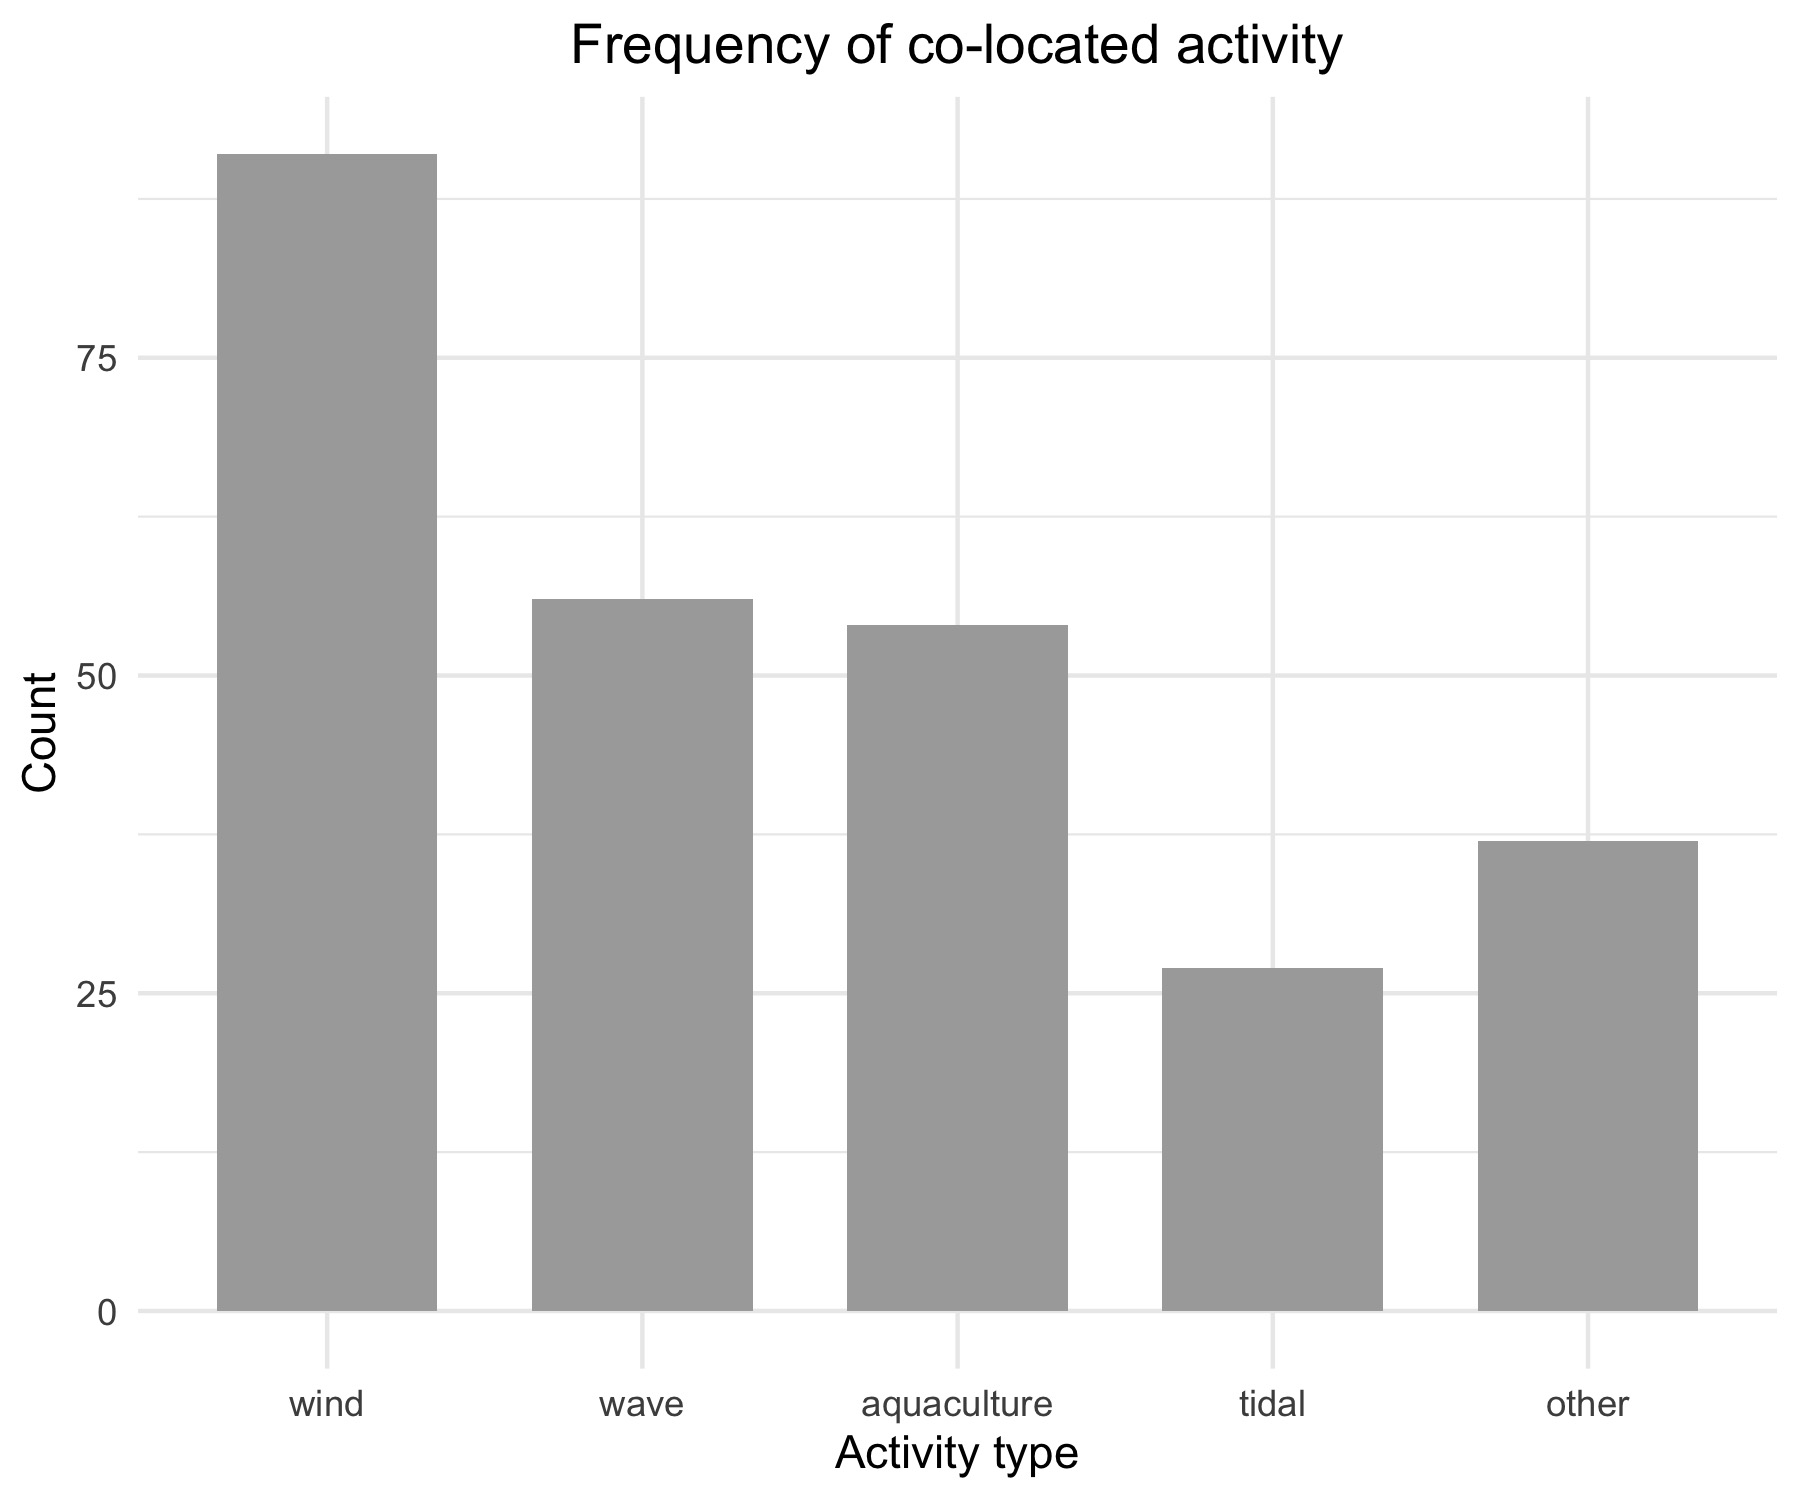 Frequency of co-located activity
Count
75
50
25
0
wind
wave
aquaculture
tidal
other
Activity type